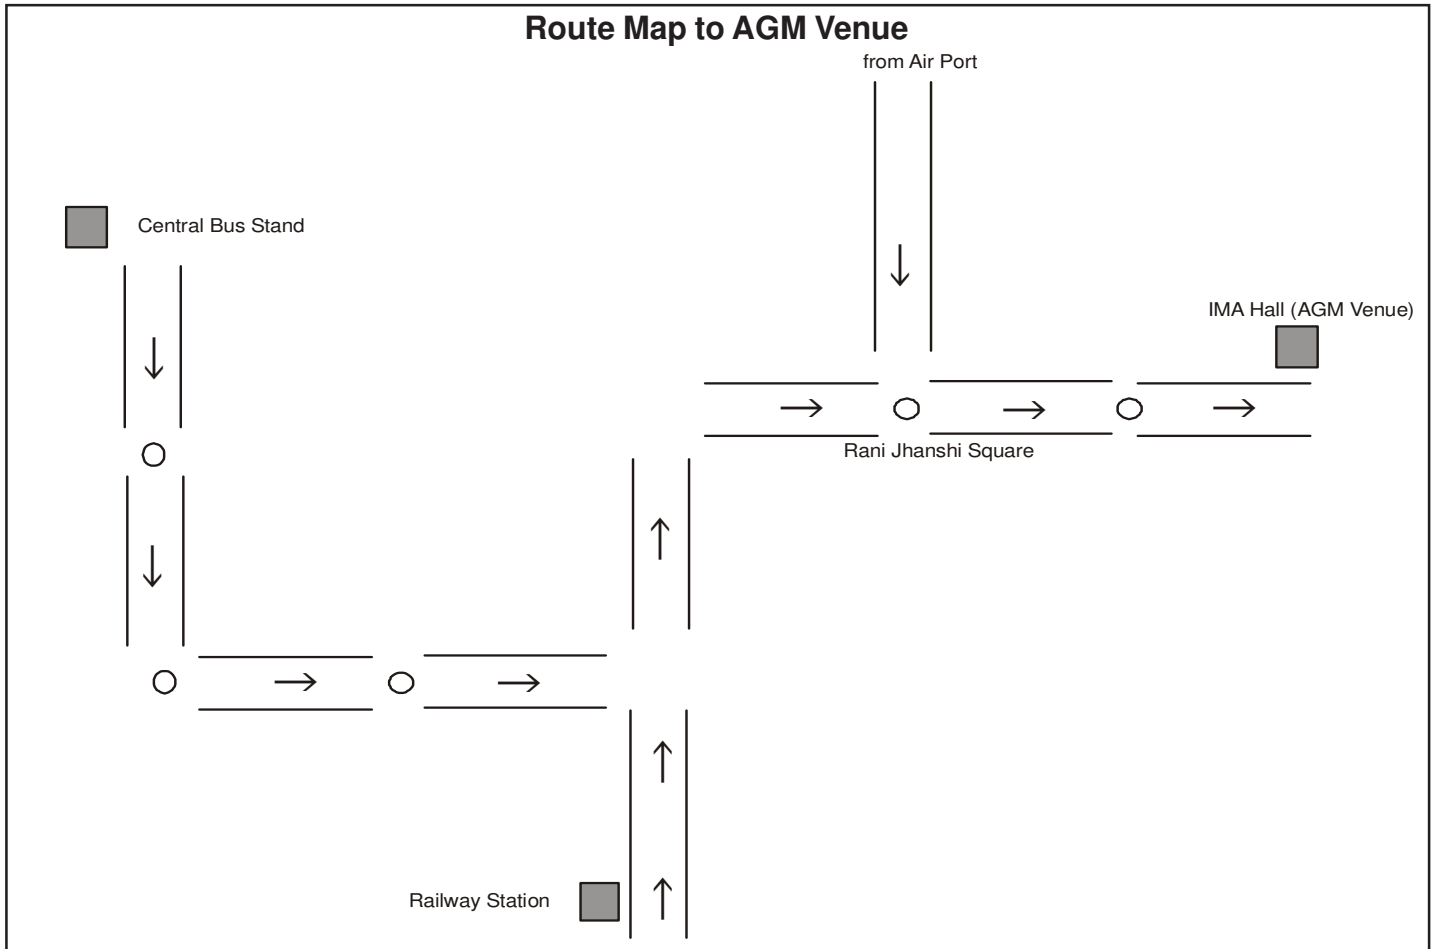 Route Map to AGM Venue
from Air Port
Central Bus Stand
IMA Hall (AGM Venue)
Rani Jhanshi Square
Railway Station